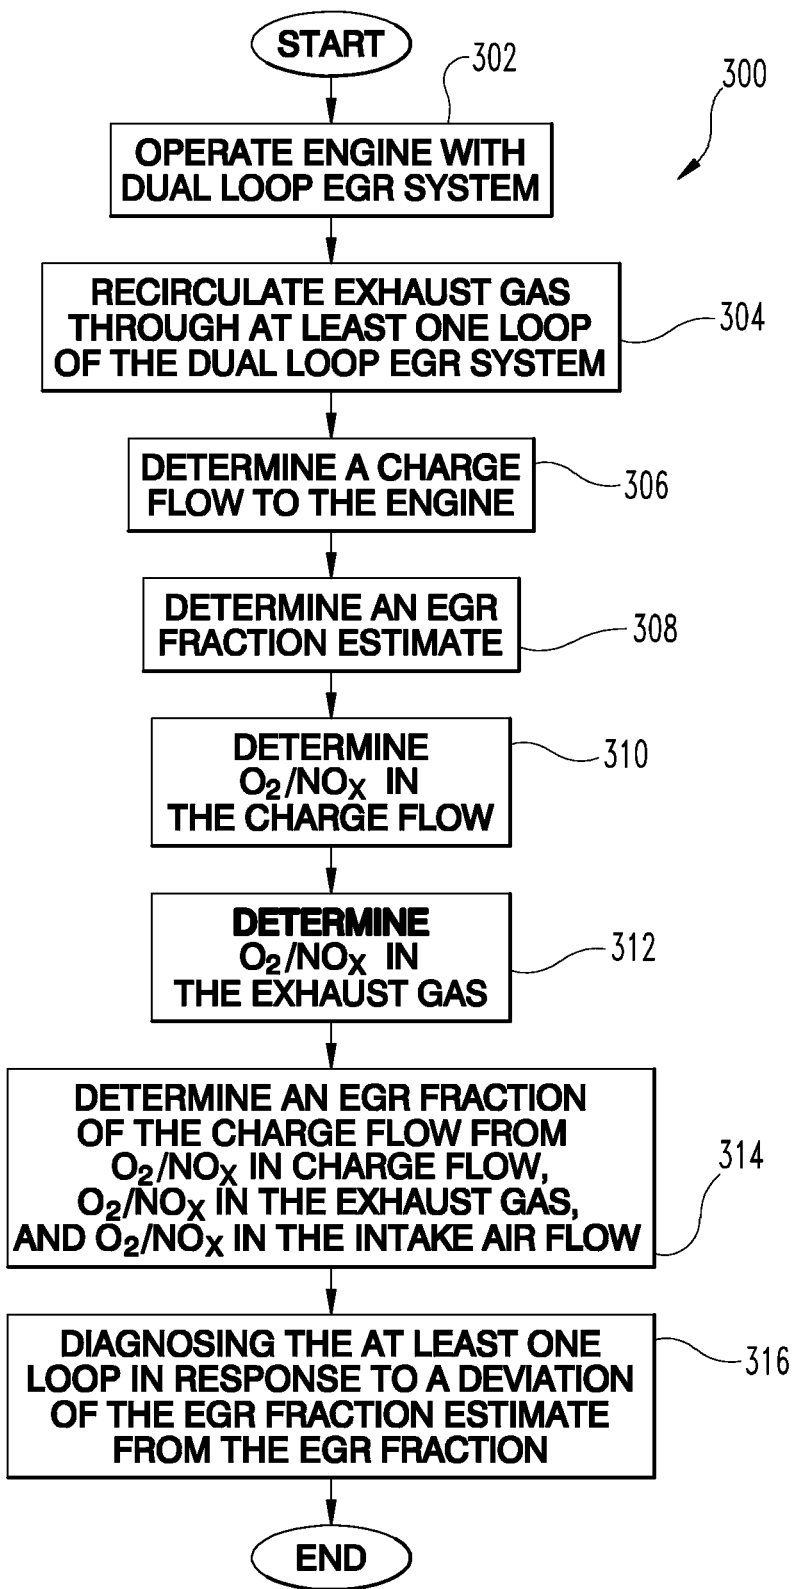 START
302
300
OPERATE ENGINE WITH
DUAL LOOP EGR SYSTEM
RECIRCULATE EXHAUST GAS
THROUGH AT LEAST ONE LOOP
OF THE DUAL LOOP EGR SYSTEM
304
DETERMINE A CHARGE
FLOW TO THE ENGINE
306
DETERMINE AN EGR
FRACTION ESTIMATE
308
DETERMINE
O₂/NOₓ IN
THE CHARGE FLOW
310
DETERMINE
O₂/NOₓ IN
THE EXHAUST GAS
312
DETERMINE AN EGR FRACTION
OF THE CHARGE FLOW FROM
O₂/NOₓ IN CHARGE FLOW,
O₂/NOₓ IN THE EXHAUST GAS,
AND O₂/NOₓ IN THE INTAKE AIR FLOW
314
DIAGNOSING THE AT LEAST ONE
LOOP IN RESPONSE TO A DEVIATION
OF THE EGR FRACTION ESTIMATE
FROM THE EGR FRACTION
316
END